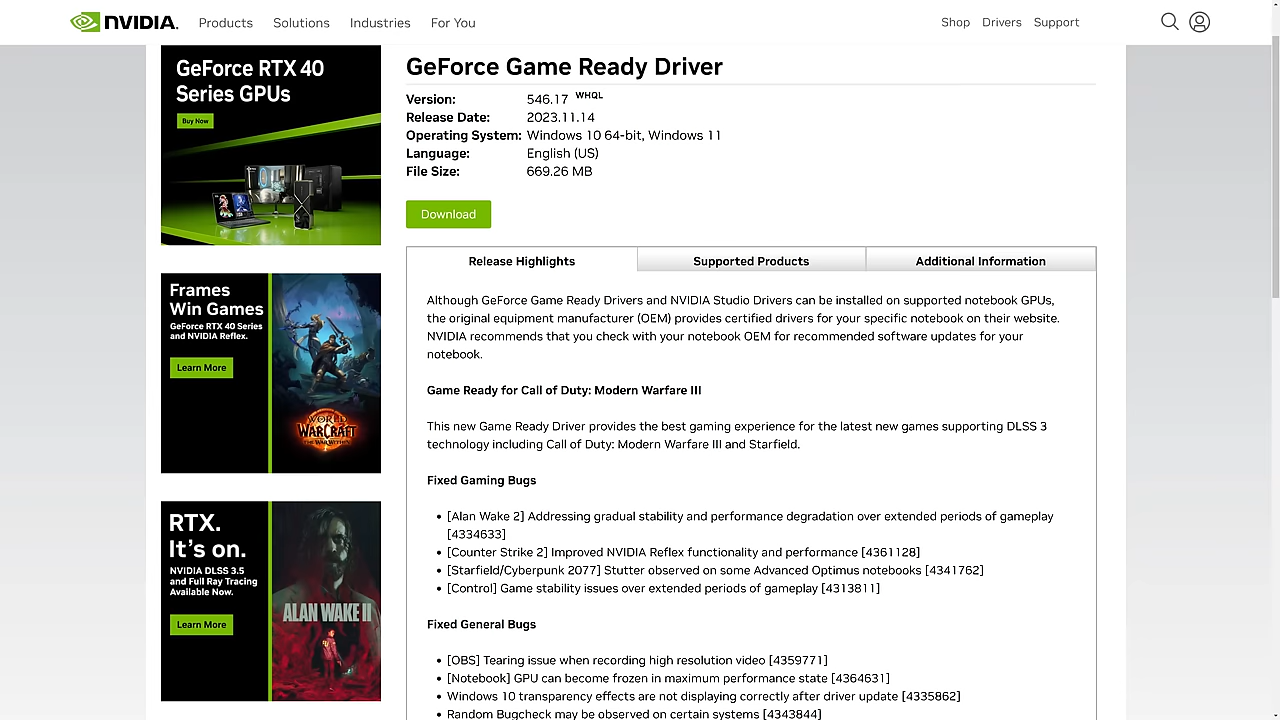 NVIDIA.
Products
Solutions
Industries
For You
Shop
Drivers
Support
GeForce RTX 40
Series GPUs
Buy Now
Frames
Win Games
GeForce RTX 40 Series
and NVIDIA Reflex.
Learn More
WORLD
WARCRAFT
THE WAR WITHIN
RTX.
It's on.
NVIDIA DLSS 3.5
and Full Ray Tracing
Available Now.
Learn More
ALAN WAKE II
GeForce Game Ready Driver
Version: 546.17 WHQL
Release Date: 2023.11.14
Operating System: Windows 10 64-bit, Windows 11
Language: English (US)
File Size: 669.26 MB
Download
Release Highlights
Supported Products
Additional Information
Although GeForce Game Ready Drivers and NVIDIA Studio Drivers can be installed on supported notebook GPUs,
the original equipment manufacturer (OEM) provides certified drivers for your specific notebook on their website.
NVIDIA recommends that you check with your notebook OEM for recommended software updates for your
notebook.
Game Ready for Call of Duty: Modern Warfare III
This new Game Ready Driver provides the best gaming experience for the latest new games supporting DLSS 3
technology including Call of Duty: Modern Warfare III and Starfield.
Fixed Gaming Bugs
• [Alan Wake 2] Addressing gradual stability and performance degradation over extended periods of gameplay
[4334633]
• [Counter Strike 2] Improved NVIDIA Reflex functionality and performance [4361128]
• [Starfield/Cyberpunk 2077] Stutter observed on some Advanced Optimus notebooks [4341762]
• [Control] Game stability issues over extended periods of gameplay [4313811]
Fixed General Bugs
• [OBS] Tearing issue when recording high resolution video [4359771]
• [Notebook] GPU can become frozen in maximum performance state [4364631]
• Windows 10 transparency effects are not displaying correctly after driver update [4335862]
• Random Bugcheck may be observed on certain systems [4343844]